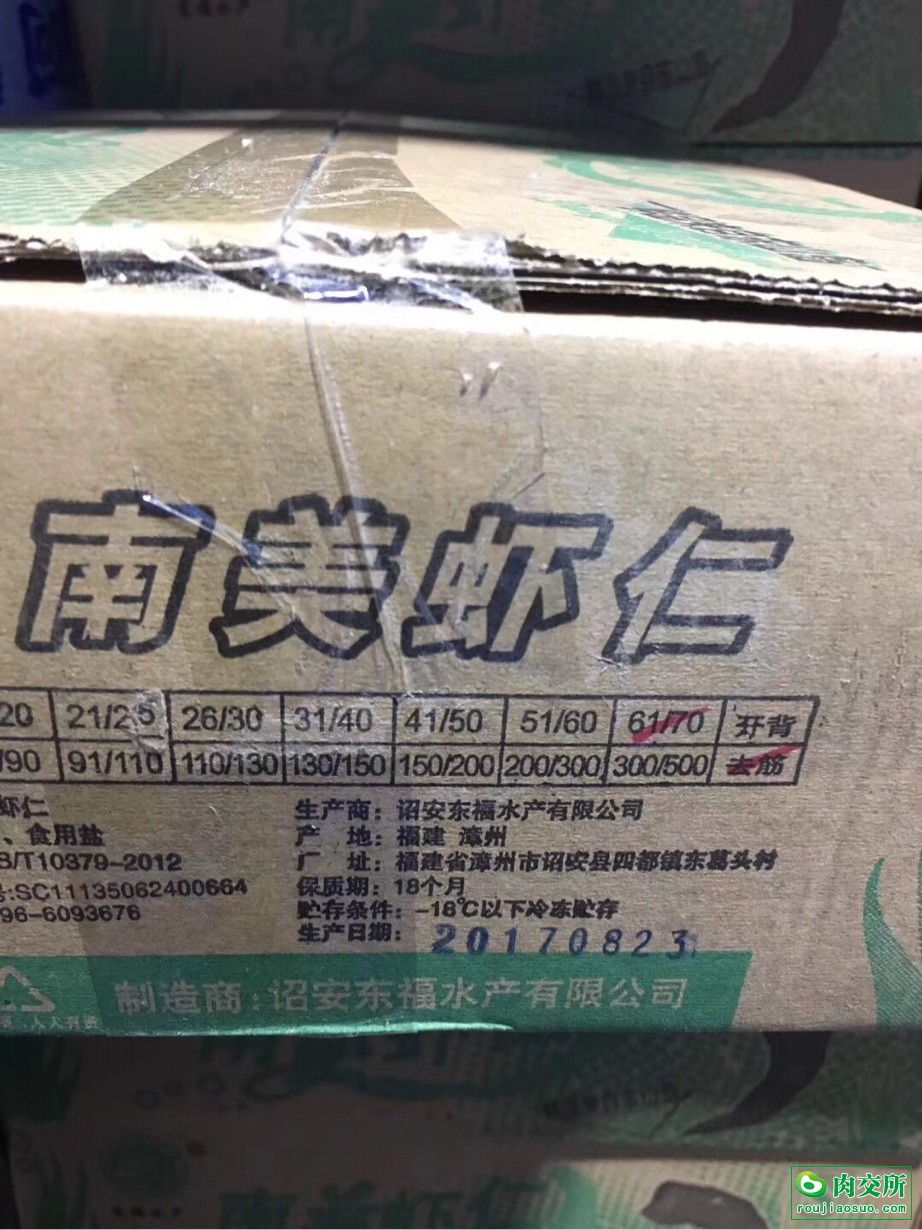 南美虾仁
20 21/25 26/30 31/40 41/50 51/60 61/70 开背
/90 91/110 110/130 130/150 150/200 200/300 300/500 去筋
虾仁
、食用盐
B/T10379-2012
号:SC11135062400664
96-6093676
生产商：诏安东福水产有限公司
产 地：福建 漳州
厂 址：福建省漳州市诏安县四都镇东葛头村
保质期：18个月
贮存条件：-18℃以下冷冻贮存
生产日期：20170823
制造商：诏安东福水产有限公司
南美虾仁
肉交所
roujiaosuo.com